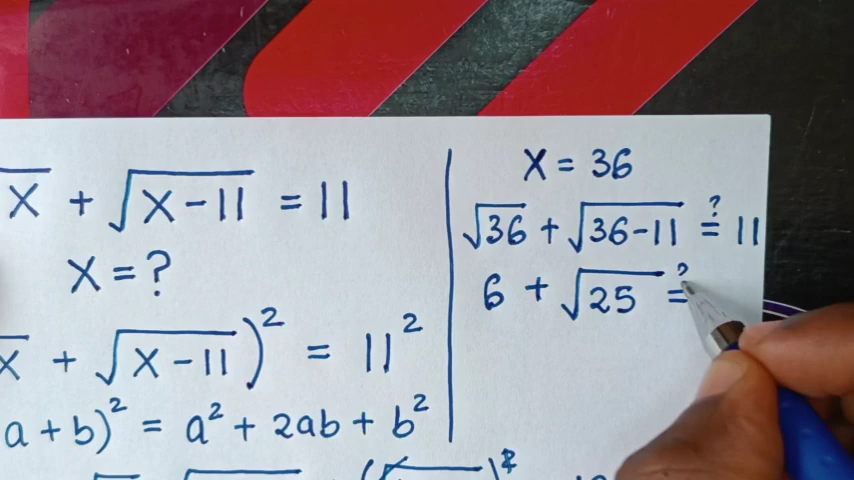 √x + √(x-11) = 11
x = ?
x + √(x-11))² = 11²
a + b)² = a² + 2ab + b²
x = 36
√36 + √(36-11) ≟ 11
6 + √25 ≟